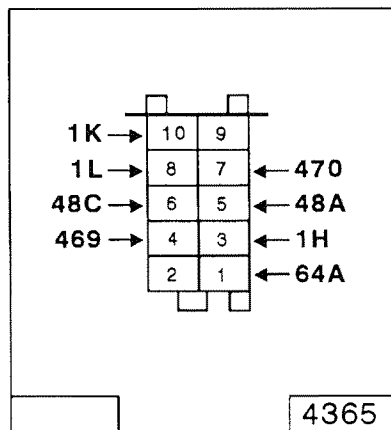 1K → 10 9
1L → 8 7 ← 470
48C → 6 5 ← 48A
469 → 4 3 ← 1H
2 1 ← 64A
4365